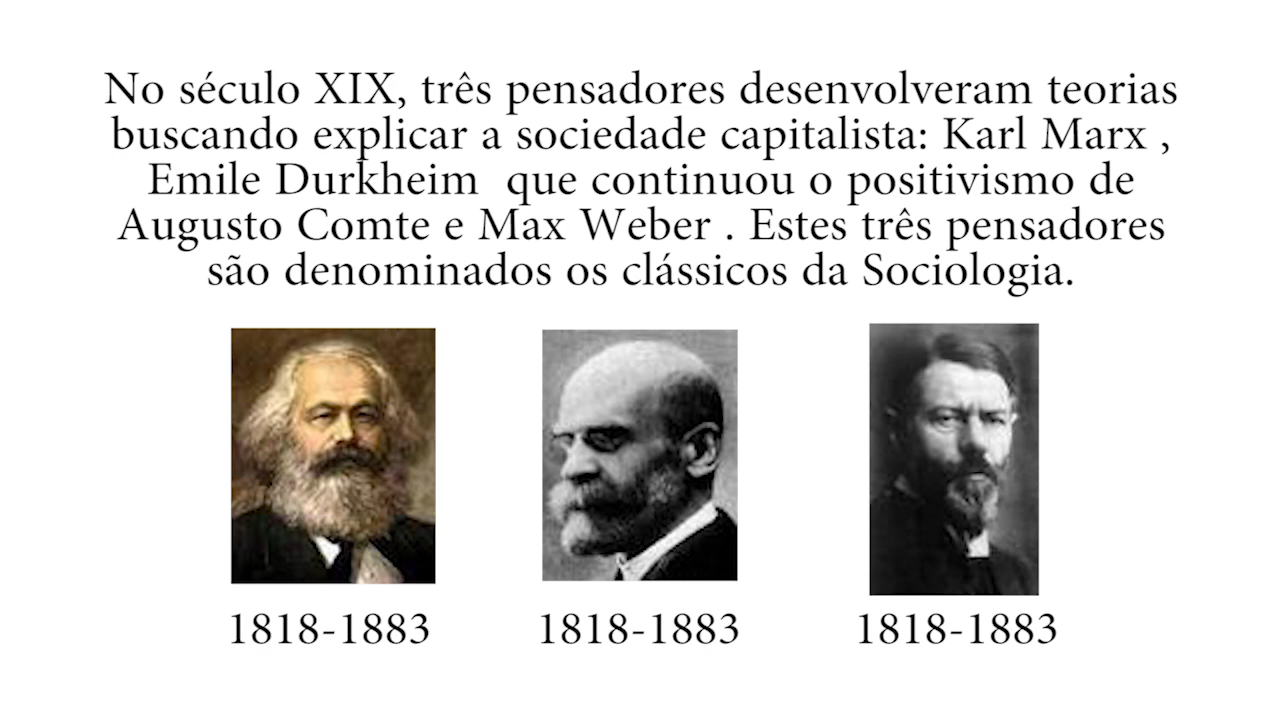 No século XIX, três pensadores desenvolveram teorias
buscando explicar a sociedade capitalista: Karl Marx ,
Emile Durkheim  que continuou o positivismo de
Augusto Comte e Max Weber . Estes três pensadores
são denominados os clássicos da Sociologia.
1818-1883 1818-1883 1818-1883